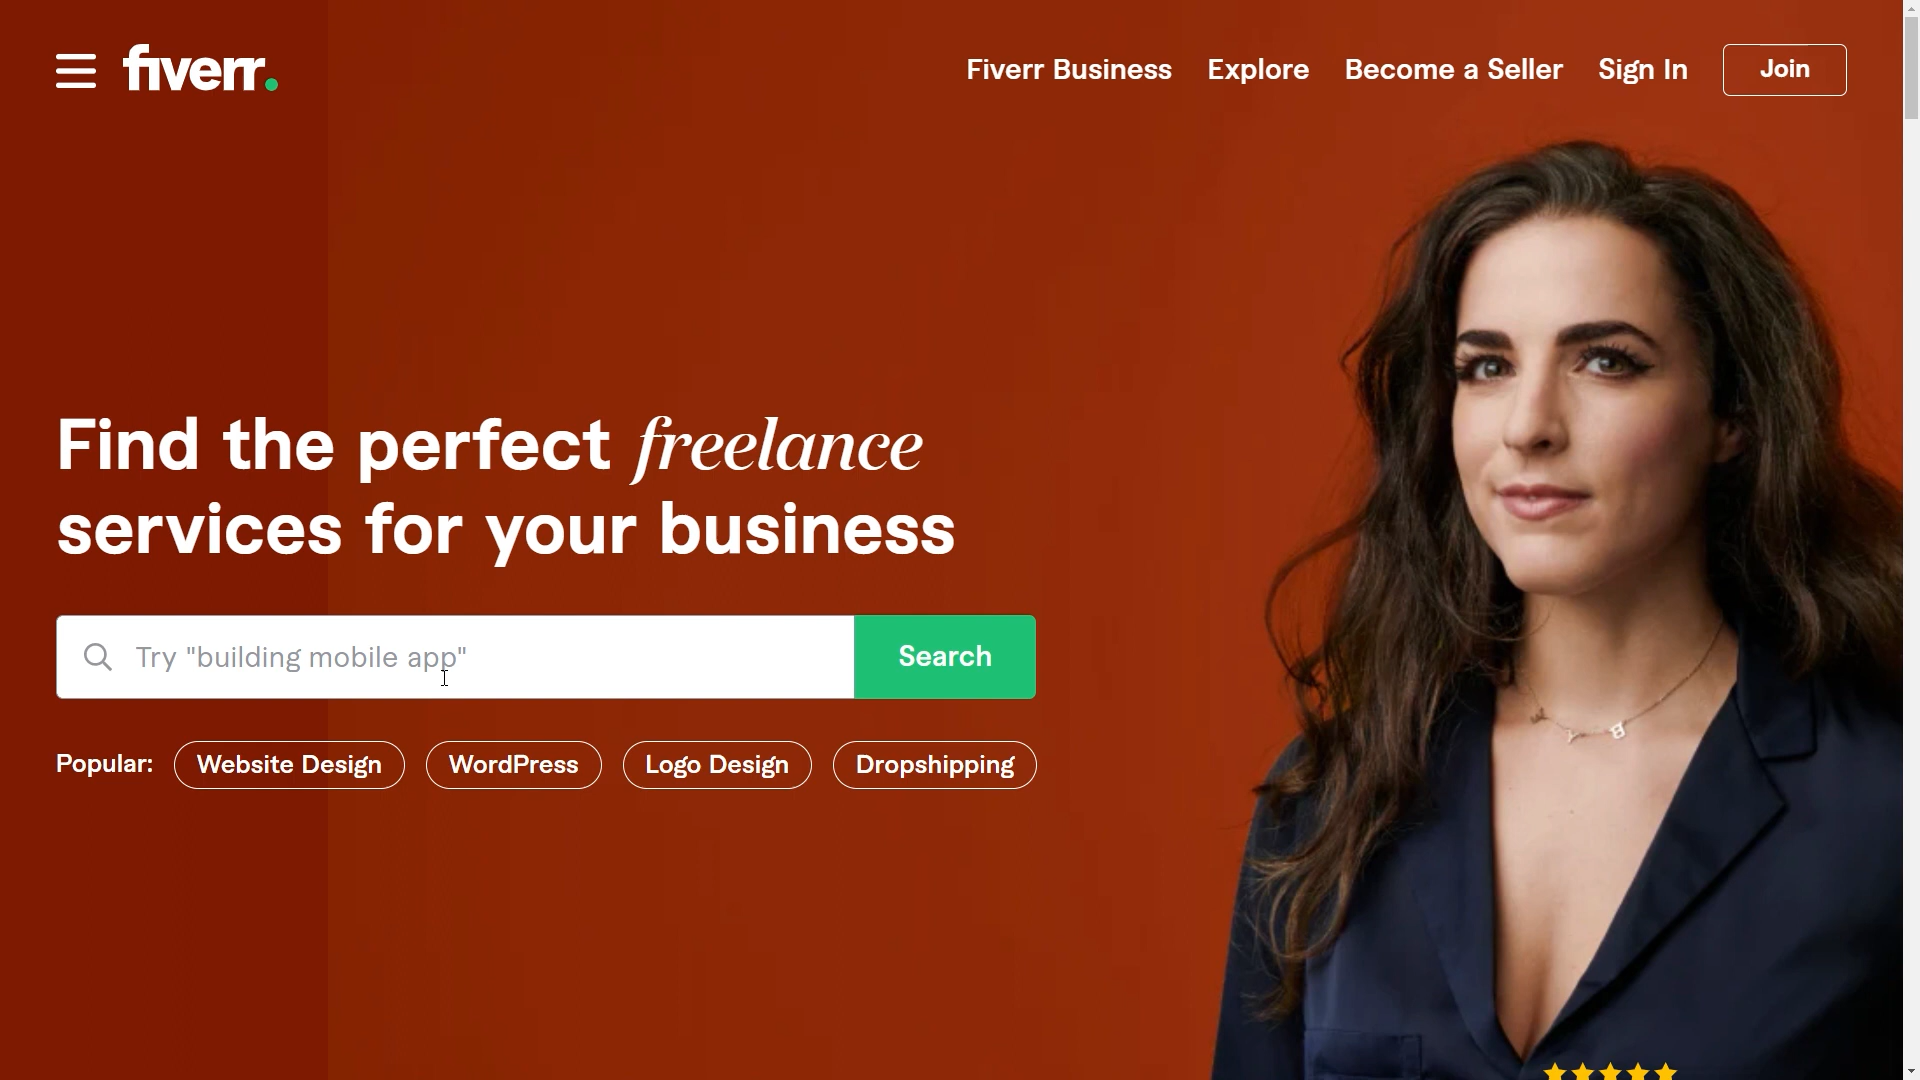 fiverr.
Fiverr Business
Explore
Become a Seller
Sign In
Join
Find the perfect freelance
services for your business
Try "building mobile app"
Search
Popular:
Website Design
WordPress
Logo Design
Dropshipping